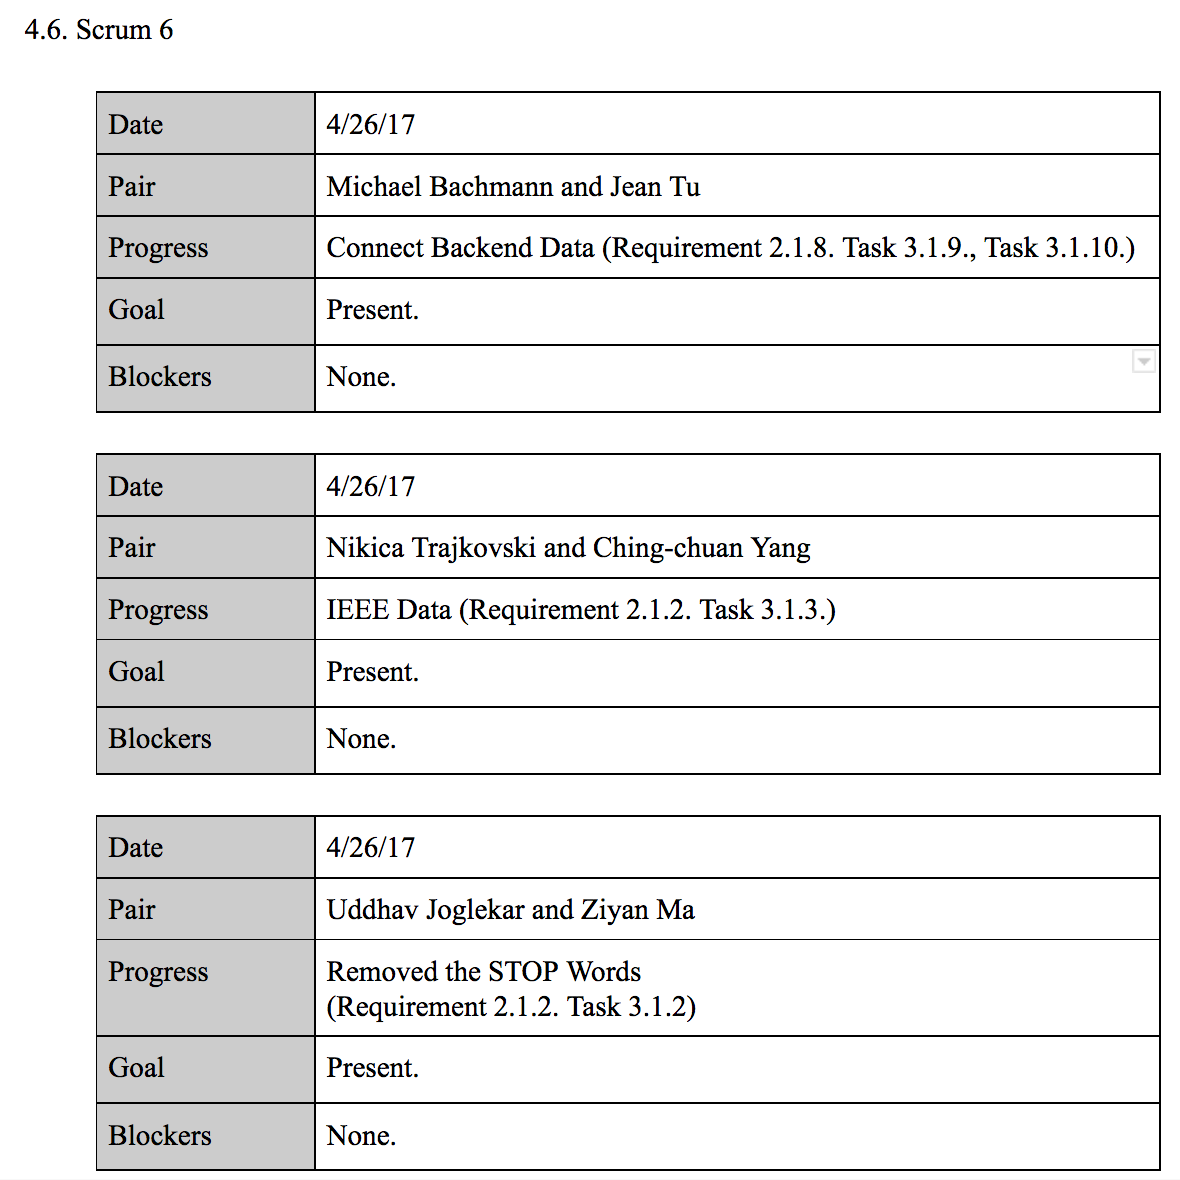 4.6. Scrum 6
Date 4/26/17
Pair Michael Bachmann and Jean Tu
Progress Connect Backend Data (Requirement 2.1.8. Task 3.1.9., Task 3.1.10.)
Goal Present.
Blockers None.
Date 4/26/17
Pair Nikica Trajkovski and Ching-chuan Yang
Progress IEEE Data (Requirement 2.1.2. Task 3.1.3.)
Goal Present.
Blockers None.
Date 4/26/17
Pair Uddhav Joglekar and Ziyan Ma
Progress Removed the STOP Words
(Requirement 2.1.2. Task 3.1.2)
Goal Present.
Blockers None.